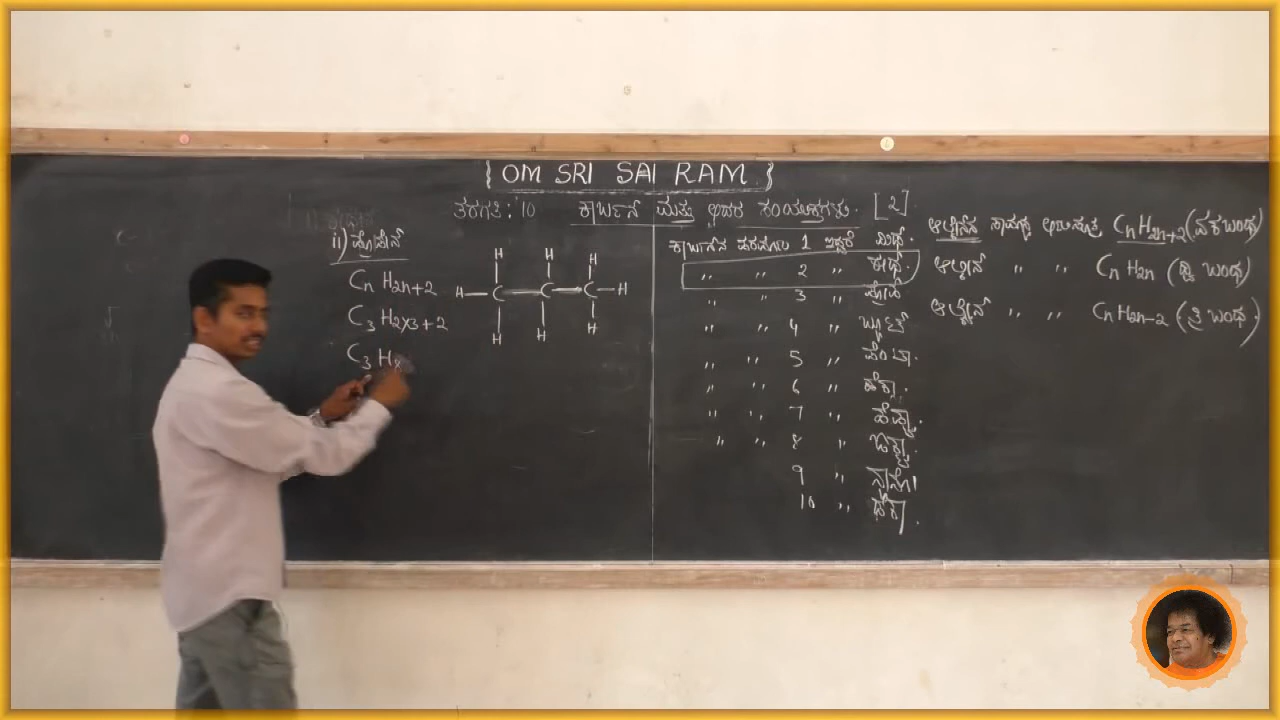 { OM SRI SAI RAM }
ತರಗತಿ: '10 ಕಾರ್ಬನ್ ಮತ್ತು ಅದರ ಸಂಯುಕ್ತಗಳು. [2]
ii) ಪ್ರೊಪೇನ್
CnH2n+2
C3H2x3+2
C3H8
H H H
H—C—C—C—H
H H H
ಕಾರ್ಬನಿನ ಪರಮಾಣು 1 ಇದ್ದರೆ ಮಿಥ್.
,, ,, 2 ,, ಈಥ್.
,, ,, 3 ,, ಪ್ರೊಪ್
,, ,, 4 ,, ಬ್ಯೂಟ್
,, ,, 5 ,, ಪೆಂಟಾ.
,, ,, 6 ,, ಹೆಕ್ಸಾ.
,, ,, 7 ,, ಹೆಪ್ಟಾ.
,, ,, 8 ,, ಆಕ್ಟಾ.
9 ,, ನೋನಾ.
10 ,, ಡೆಕಾ.
ಆಲ್ಕೇನಿನ ಸಾಮಾನ್ಯ ಅಣುಸೂತ್ರ CnH2n+2 (ಏಕಬಂಧ)
ಆಲ್ಕೀನ್ ,, ,, CnH2n (ದ್ವಿ ಬಂಧ)
ಆಲ್ಕೈನ್ ,, ,, CnH2n-2 (ತ್ರಿ ಬಂಧ)